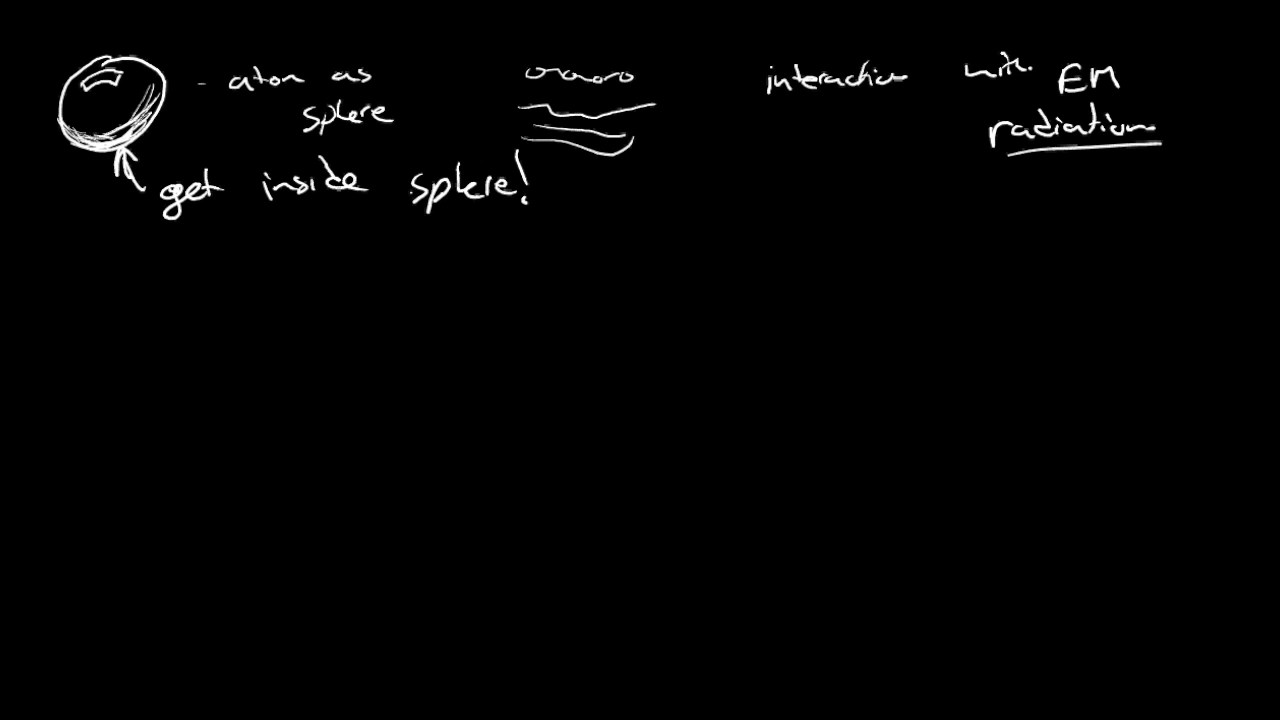 - atom as
sphere
get inside sphere!
interaction with EM
radiation